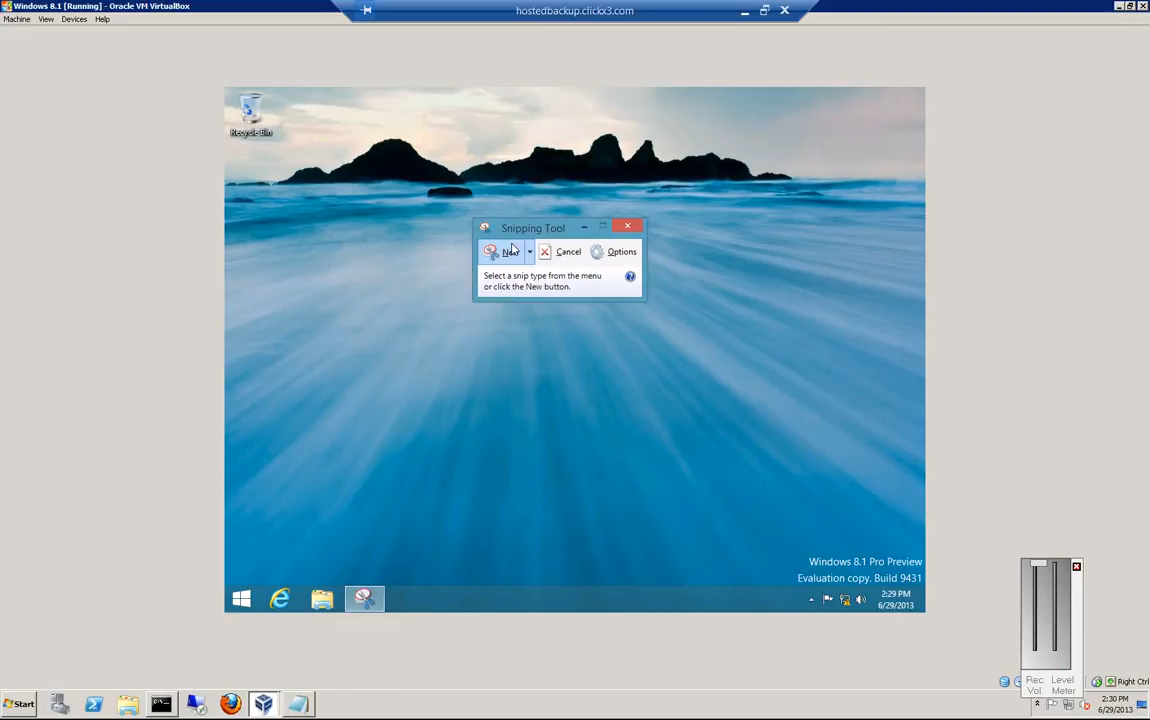 Windows 8.1 [Running] - Oracle VM VirtualBox
hostedbackup.clickx3.com
Machine View Devices Help
Recycle Bin
Snipping Tool
New Cancel Options
Select a snip type from the menu
or click the New button.
Windows 8.1 Pro Preview
Evaluation copy. Build 9431
2:29 PM
6/29/2013
Rec. Level
Vol Meter
Right Ctrl
Start
2:30 PM
6/29/2013